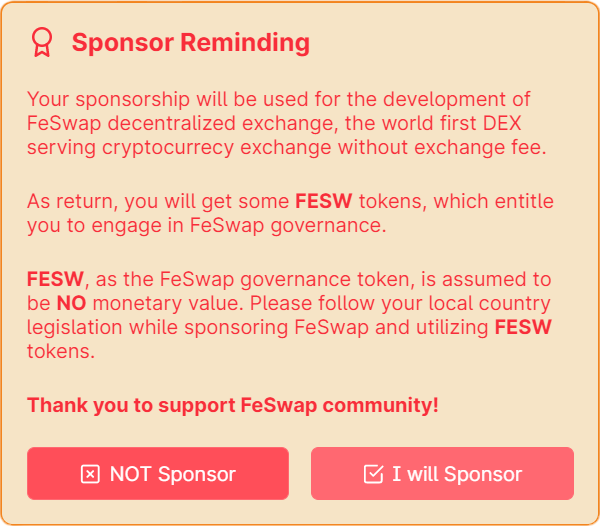 Sponsor Reminding
Your sponsorship will be used for the development of
FeSwap decentralized exchange, the world first DEX
serving cryptocurrecy exchange without exchange fee.
As return, you will get some FESW tokens, which entitle
you to engage in FeSwap governance.
FESW, as the FeSwap governance token, is assumed to
be NO monetary value. Please follow your local country
legislation while sponsoring FeSwap and utilizing FESW
tokens.
Thank you to support FeSwap community!
NOT Sponsor
I will Sponsor